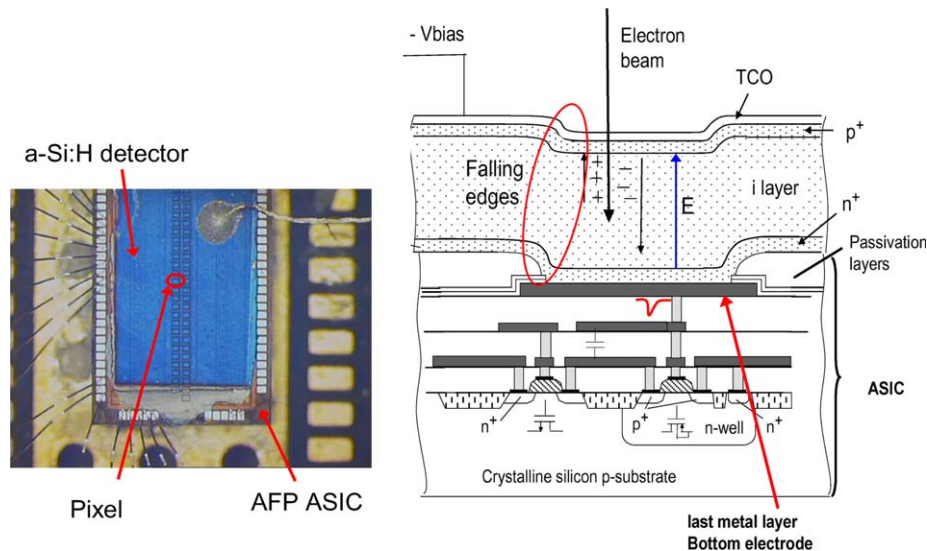 a-Si:H detector
Pixel
AFP ASIC
- Vbias
Electron
beam
TCO
p+
Falling
edges
+
+ +
E
i layer
n+
Passivation
layers
ASIC
n+
p+
n-well
n+
Crystalline silicon p-substrate
last metal layer
Bottom electrode